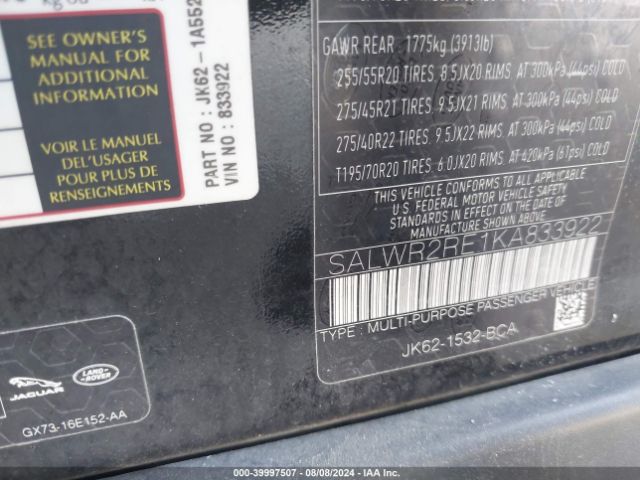 SEE OWNER'S
MANUAL FOR
ADDITIONAL
INFORMATION
VOIR LE MANUEL
DEL'USAGER
POUR PLUS DE
RENSEIGNEMENTS
PART NO : JK62-1A552
VIN NO : 833922
GAWR REAR : 1775kg (3913lb)
255/55R20 TIRES, 8.5JX20 RIMS, AT 300kPa (44psi) COLD
275/45R21 TIRES, 9.5JX21 RIMS, AT 300kPa (44psi) COLD
275/40R22 TIRES, 9.5JX22 RIMS, AT 300kPa (44psi) COLD
T195/70R20 TIRES, 6.0JX20 RIMS, AT 420kPa (61psi) COLD
THIS VEHICLE CONFORMS TO ALL APPLICABLE
U.S. FEDERAL MOTOR VEHICLE SAFETY
STANDARDS IN EFFECT ON THE DATE OF
MANUFACTURE SHOWN ABOVE.
SALWR2RE1KA833922
TYPE : MULTI-PURPOSE PASSENGER VEHICLE
JK62-1532-BCA
JAGUAR
LAND-
ROVER
GX73-16E152-AA
000-39997507 - 08/08/2024 - IAAI, Inc.